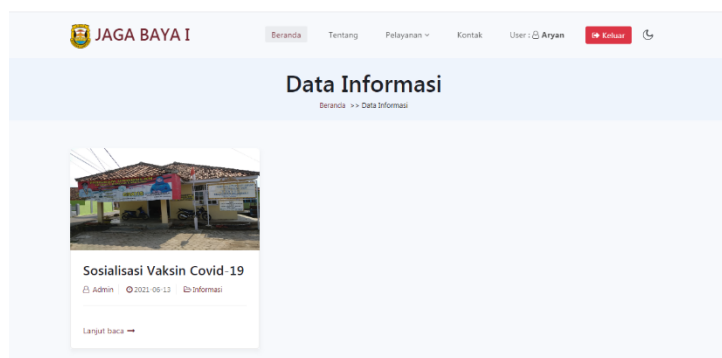 JAGA BAYA I
Beranda Tentang Pelayanan Kontak User : Aryan Keluar
Data Informasi
Beranda >> Data Informasi
Sosialisasi Vaksin Covid-19
Admin 2021-06-13 Informasi
Lanjut baca →